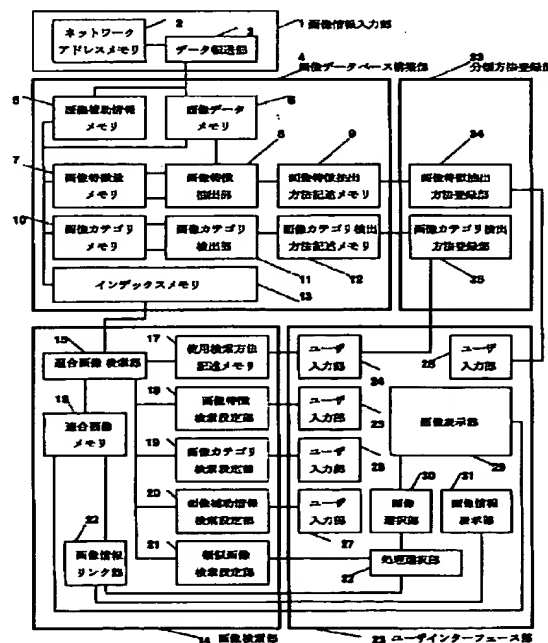 2
3
ネットワーク
アドレスメモリ
データ転送部
1 画像情報入力部
4
画像データベース構築部
33
分類方法登録部
5
画像補助情報
メモリ
画像データ
メモリ
6
7
画像特徴量
メモリ
画像特徴
抽出部
8
画像特徴抽出
方法記述メモリ
9
画像特徴抽出
方法登録部
34
10
画像カテゴリ
メモリ
画像カテゴリ
検出部
画像カテゴリ検出
方法記述メモリ
画像カテゴリ検出
方法登録部
11
12
35
インデックスメモリ
13
15
適合画像 検索部
17
使用検索方法
記述メモリ
ユーザ
入力部
24
ユーザ
入力部
28
適合画像
メモリ
18
画像特徴
検索設定部
ユーザ
入力部
画像表示部
29
19
画像カテゴリ
検索設定部
ユーザ
入力部
20
画像補助情報
検索設定部
ユーザ
入力部
27
30
画像
選択部
31
画像情報
表示部
22
画像情報
リンク部
21
類似画像
検索設定部
処理選択部
14 画像検索部
23 ユーザインターフェース部